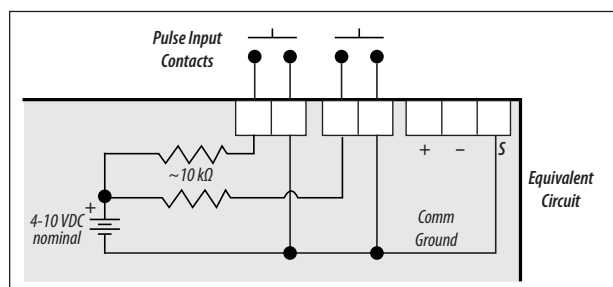 Pulse Input
Contacts
+ − S
~10 kΩ
Equivalent
Circuit
+
4-10 VDC
nominal
Comm
Ground